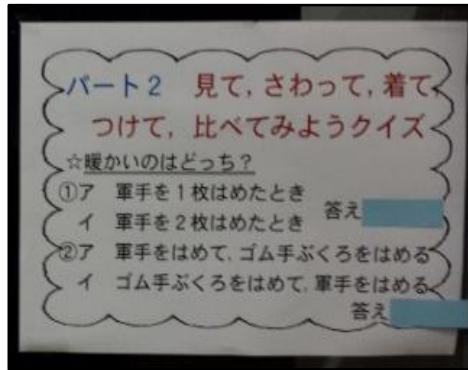 パート2 見て,さわって,着て,
つけて,比べてみようクイズ
☆暖かいのはどっち?
①ア 軍手を1枚はめたとき
イ 軍手を2枚はめたとき 答え
②ア 軍手をはめて,ゴム手ぶくろをはめる
イ ゴム手ぶくろをはめて,軍手をはめる
答え